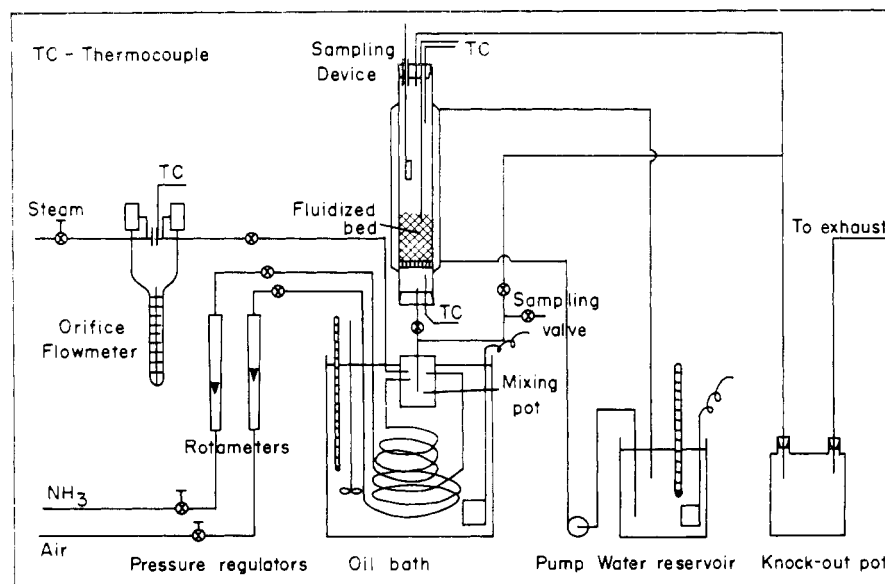 TC - Thermocouple
Sampling
Device
TC
TC
Steam
Fluidized
bed
To exhaust
TC
Sampling
valve
Orifice
Flowmeter
Mixing
pot
Rotameters
NH3
Air
Pressure regulators
Oil bath
Pump
Water reservoir
Knock-out pot